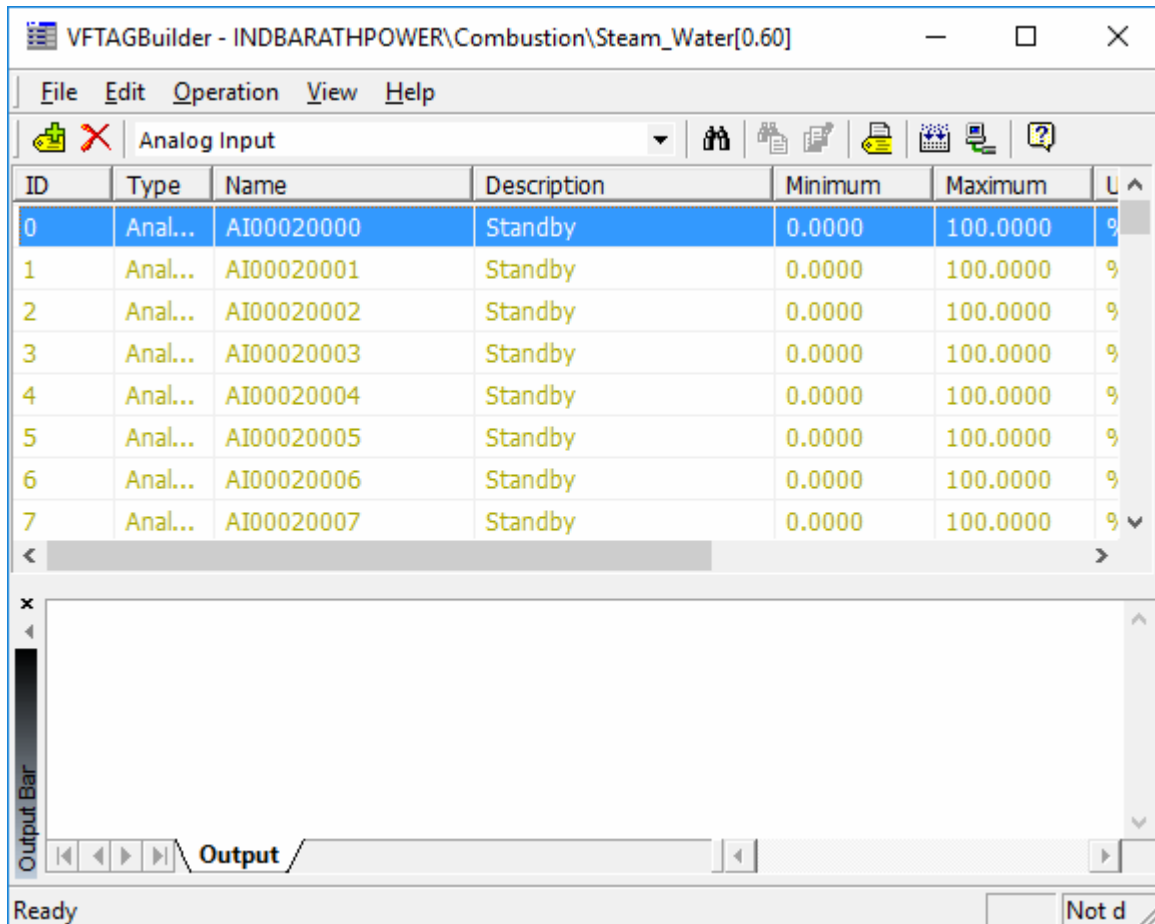 VFTAGBuilder - INDBARATHPOWER\Combustion\Steam_Water[0.60]
File Edit Operation View Help
Analog Input
ID Type Name Description Minimum Maximum U
0 Anal... AI00020000 Standby 0.0000 100.0000 %
1 Anal... AI00020001 Standby 0.0000 100.0000 %
2 Anal... AI00020002 Standby 0.0000 100.0000 %
3 Anal... AI00020003 Standby 0.0000 100.0000 %
4 Anal... AI00020004 Standby 0.0000 100.0000 %
5 Anal... AI00020005 Standby 0.0000 100.0000 %
6 Anal... AI00020006 Standby 0.0000 100.0000 %
7 Anal... AI00020007 Standby 0.0000 100.0000 %
Output Bar
Output
Ready Not d